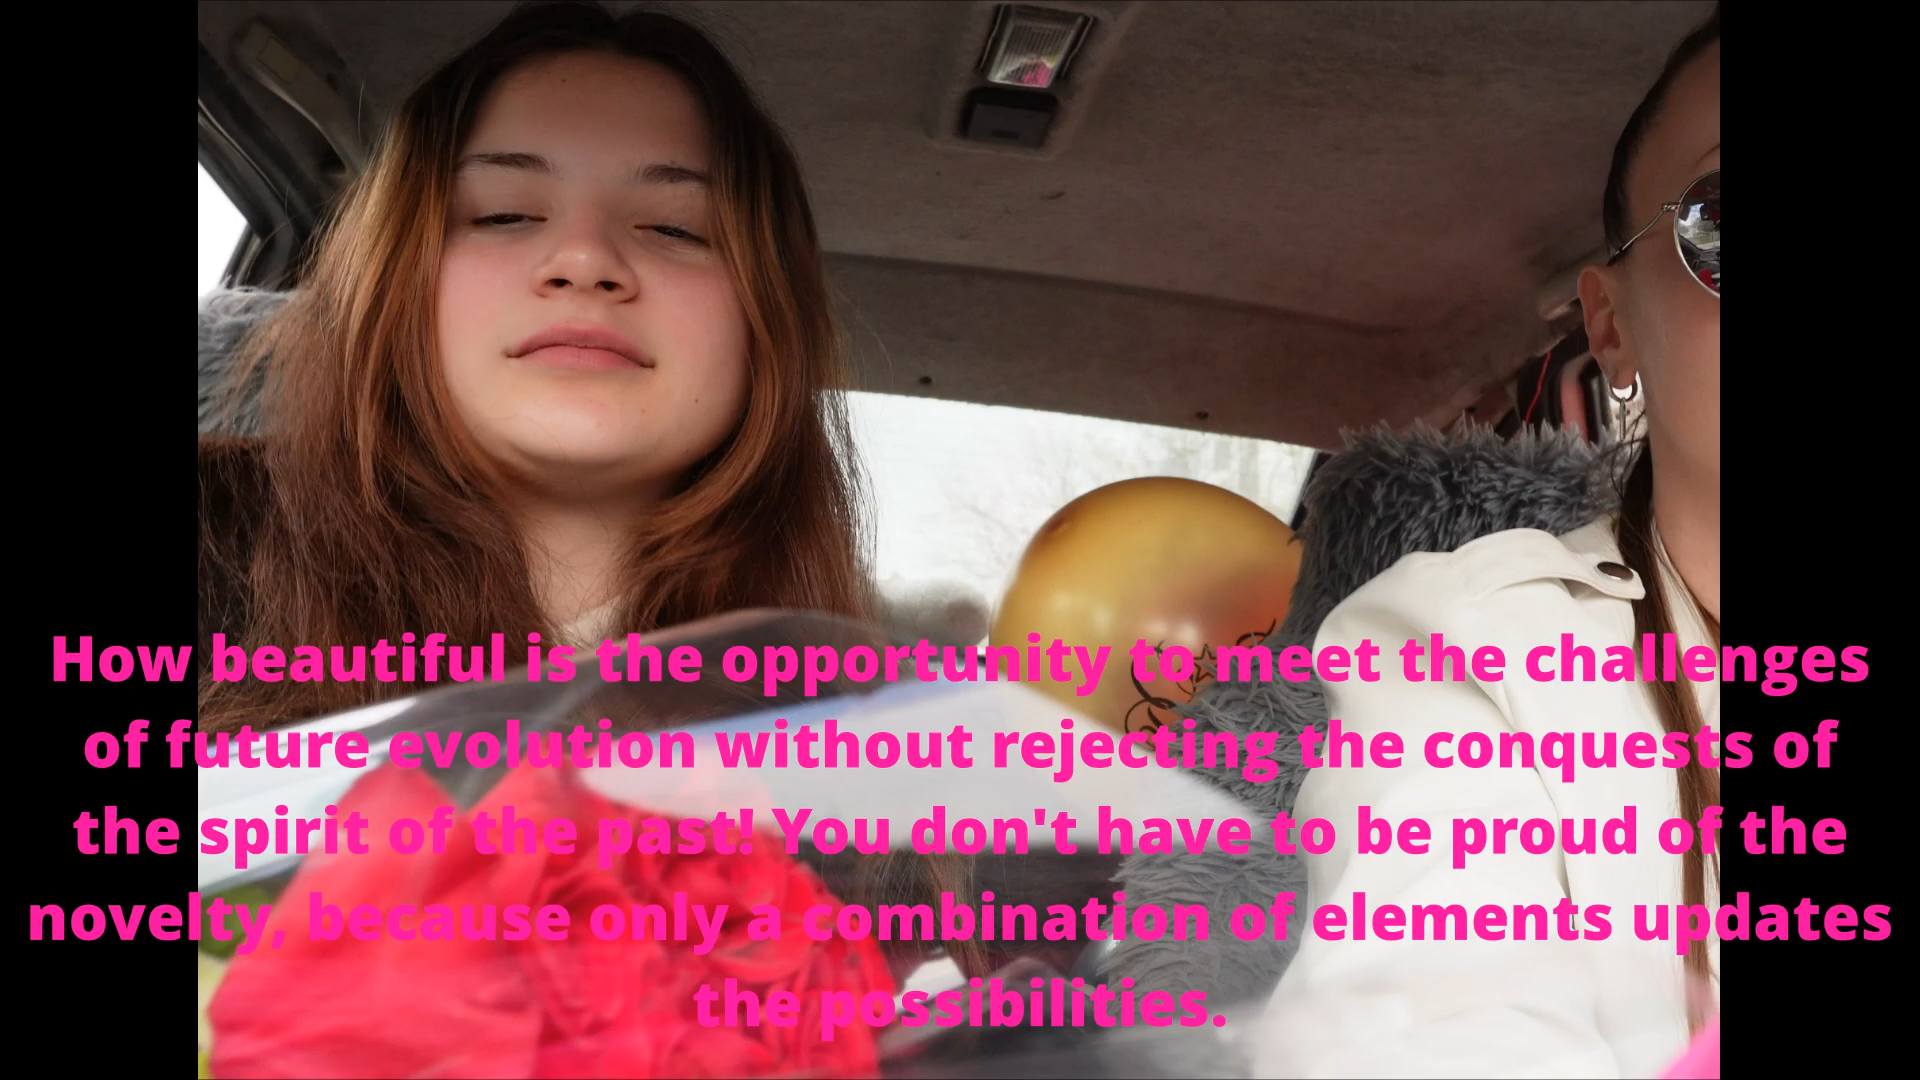 How beautiful is the opportunity to meet the challenges
of future evolution without rejecting the conquests of
the spirit of the past! You don't have to be proud of the
novelty, because only a combination of elements updates
the possibilities.